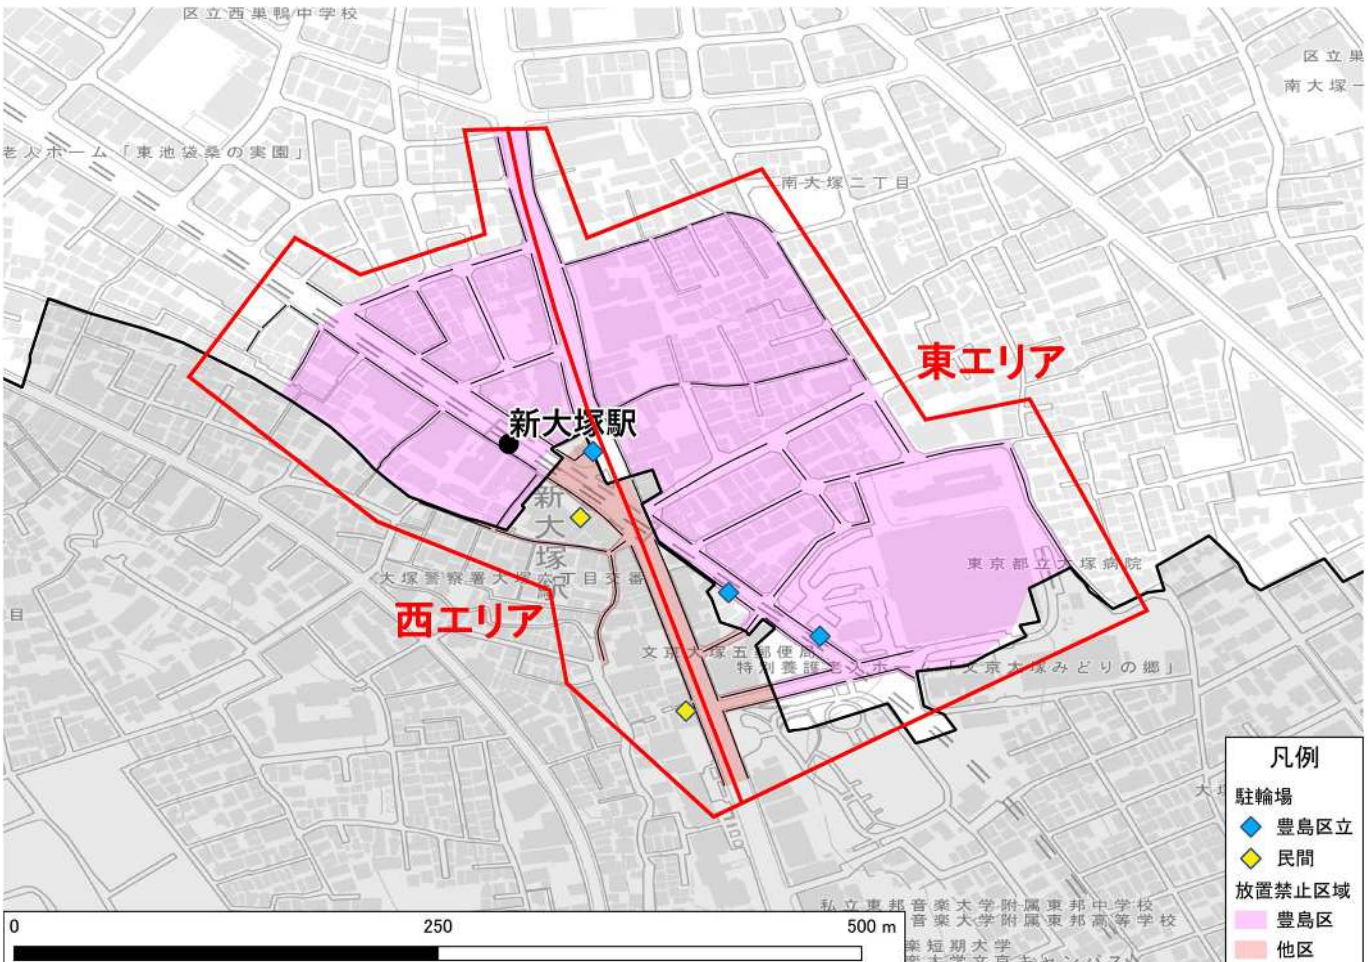 区立西巣鴨中学校
区立巣
南大塚一
老人ホーム「東池袋桑の実園」
南大塚二丁目
東エリア
新大塚駅
新大塚駅
東京都立大塚病院
大塚警察署大塚六丁目交番
西エリア
目
文京大塚五郵便局
特別養護老人ホーム「文京大塚みどりの郷」
凡例
駐輪場
豊島区立
民間
放置禁止区域
豊島区
他区
私立東邦音楽大学附属東邦中学校
音楽大学附属東邦高等学校
楽短期大学
0
250
500 m